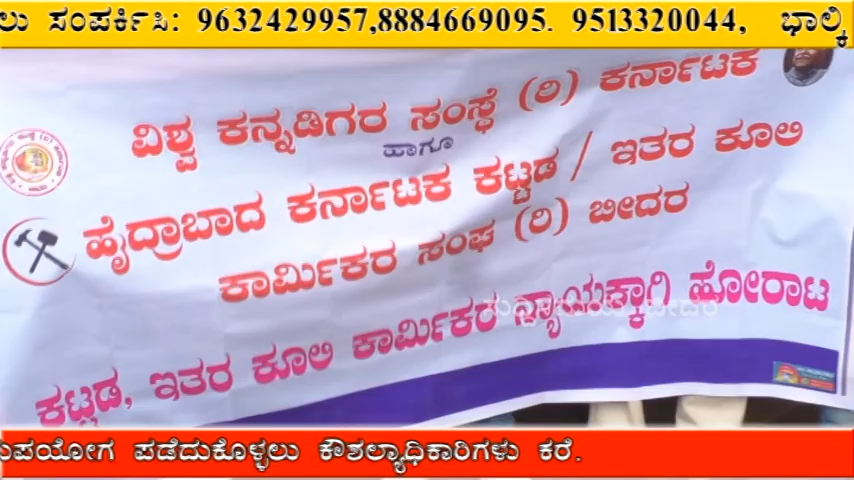 ಲು ಸಂಪರ್ಕಿಸಿ: 9632429957,8884669095. 9513320044, ಭಾಲ್ಕಿ
ವಿಶ್ವ ಕನ್ನಡಿಗರ ಸಂಸ್ಥೆ (ರಿ) ಕರ್ನಾಟಕ
ಹಾಗೂ
ಹೈದ್ರಾಬಾದ ಕರ್ನಾಟಕ ಕಟ್ಟಡ / ಇತರ ಕೂಲಿ
ಕಾರ್ಮಿಕರ ಸಂಘ (ರಿ) ಬೀದರ
ಕಟ್ಟಡ, ಇತರ ಕೂಲಿ ಕಾರ್ಮಿಕರ ನ್ಯಾಯಕ್ಕಾಗಿ ಹೋರಾಟ
ುಪಯೋಗ ಪಡೆದುಕೊಳ್ಳಲು ಕೌಶಲ್ಯಾಧಿಕಾರಿಗಳು ಕರೆ.